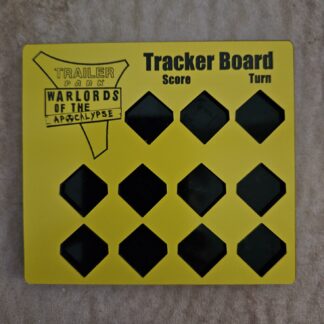 TRAILER
PARK
WARLORDS
OF THE
APOCALYPSE
Tracker Board
Score Turn